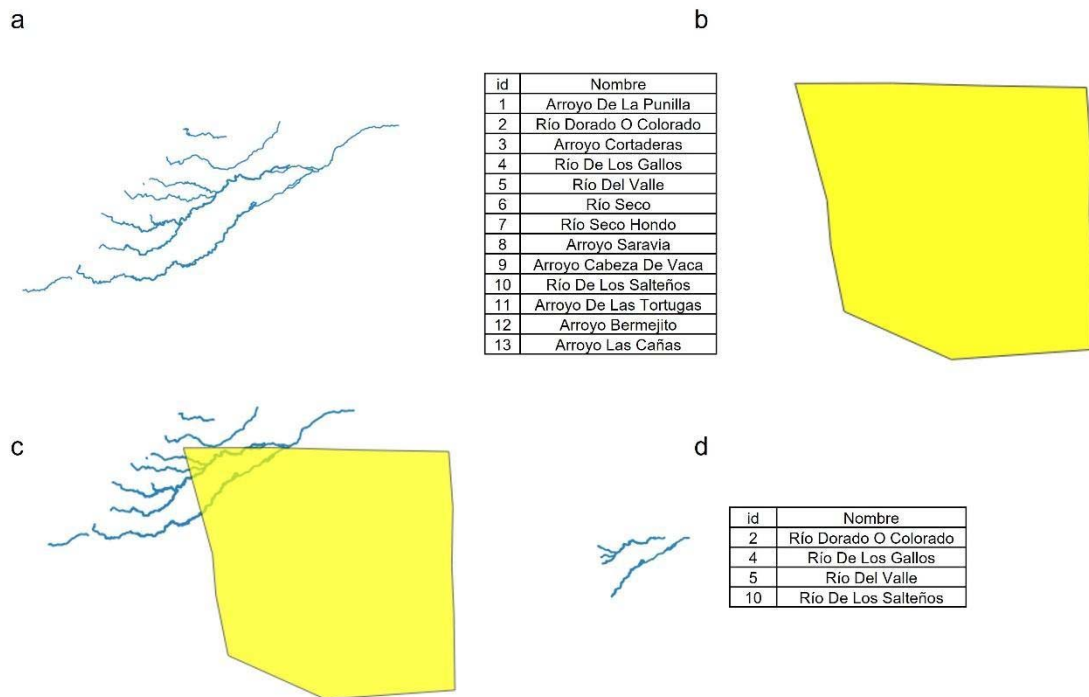 a
b
id Nombre
1 Arroyo De La Punilla
2 Río Dorado O Colorado
3 Arroyo Cortaderas
4 Río De Los Gallos
5 Río Del Valle
6 Río Seco
7 Río Seco Hondo
8 Arroyo Saravia
9 Arroyo Cabeza De Vaca
10 Río De Los Salteños
11 Arroyo De Las Tortugas
12 Arroyo Bermejito
13 Arroyo Las Cañas
c
d
id Nombre
2 Río Dorado O Colorado
4 Río De Los Gallos
5 Río Del Valle
10 Río De Los Salteños